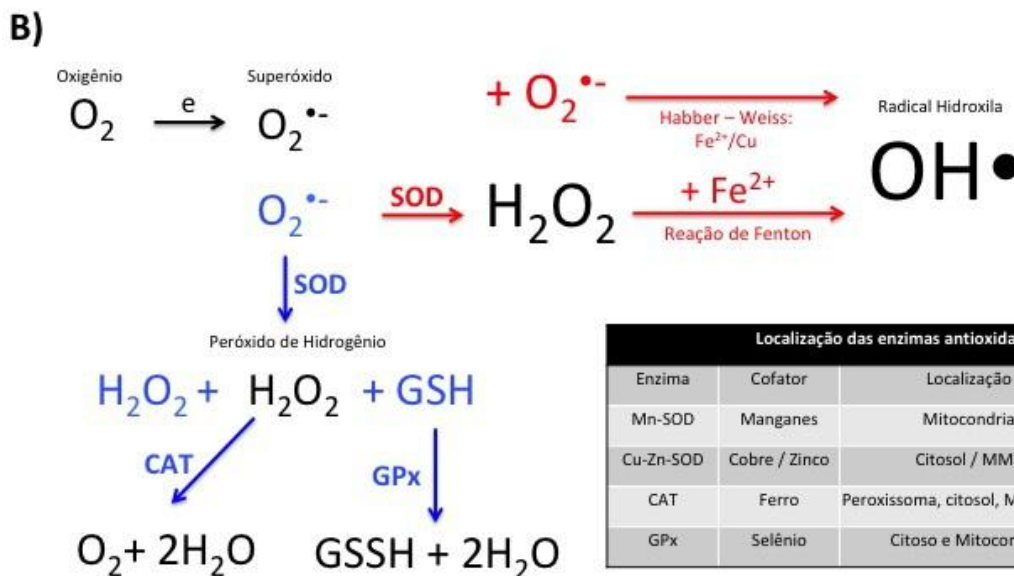 B)
Oxigênio
Superóxido
O₂ e O₂•-
+ O₂•-
Habber – Weiss:
Fe²⁺/Cu
Radical Hidroxila
OH•
O₂•- SOD H₂O₂ + Fe²⁺
Reação de Fenton
SOD
Peróxido de Hidrogênio
H₂O₂ + H₂O₂ + GSH
CAT GPx
O₂+ 2H₂O GSSH + 2H₂O
Localização das enzimas antioxida
Enzima Cofator Localização
Mn-SOD Manganes Mitocondria
Cu-Zn-SOD Cobre / Zinco Citosol / MM
CAT Ferro Peroxissoma, citosol, M
GPx Selênio Citoso e Mitocor